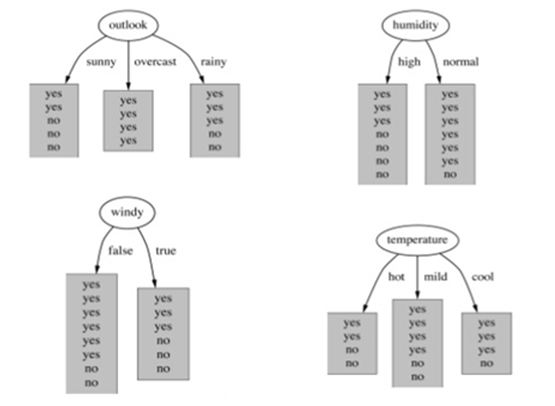 outlook
sunny
overcast
rainy
yes
yes
no
no
no
yes
yes
yes
yes
yes
yes
yes
no
no
humidity
high
normal
yes
yes
yes
no
no
no
no
yes
yes
yes
yes
yes
yes
no
windy
false
true
yes
yes
yes
yes
yes
yes
no
no
yes
yes
yes
no
no
no
temperature
hot
mild
cool
yes
yes
no
no
yes
yes
yes
yes
no
no
yes
yes
yes
no